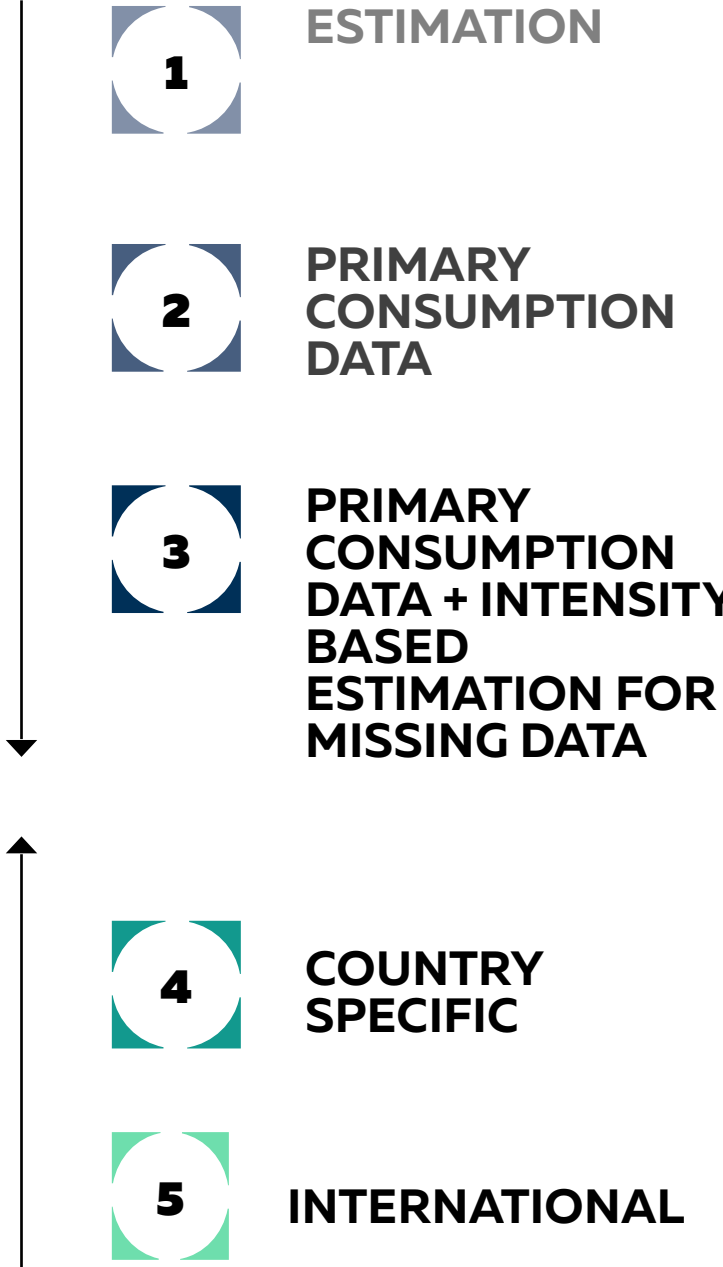 1
ESTIMATION
2
PRIMARY
CONSUMPTION
DATA
3
PRIMARY
CONSUMPTION
DATA + INTENSITY
BASED
ESTIMATION FOR
MISSING DATA
4
COUNTRY
SPECIFIC
5
INTERNATIONAL